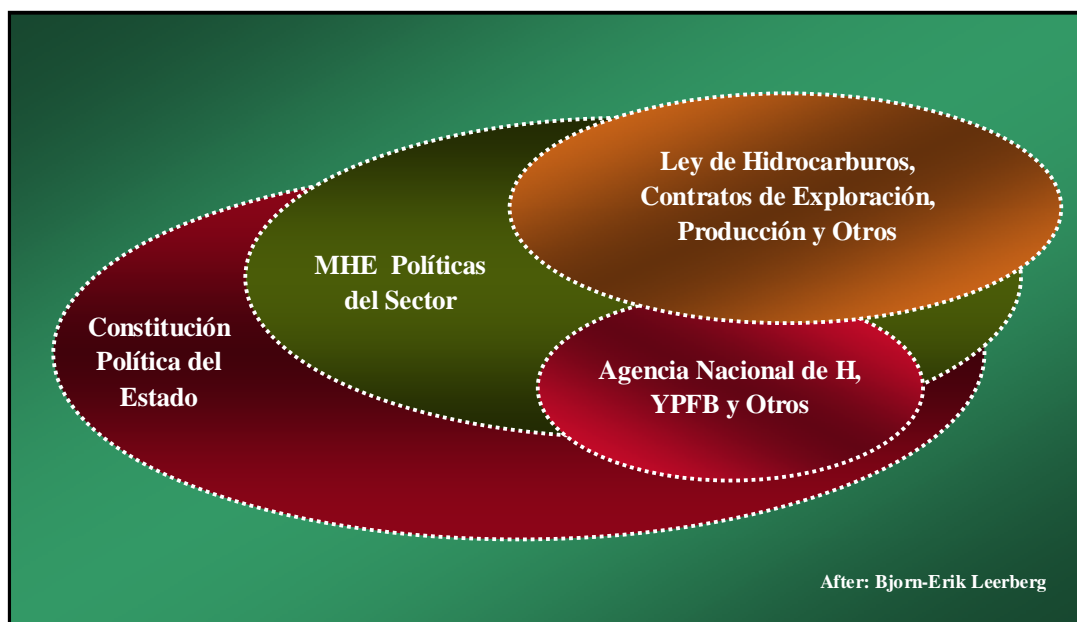 Ley de Hidrocarburos,
Contratos de Exploración,
Producción y Otros
MHE Políticas
del Sector
Constitución
Política del
Estado
Agencia Nacional de H,
YPFB y Otros
After: Bjorn-Erik Leerberg